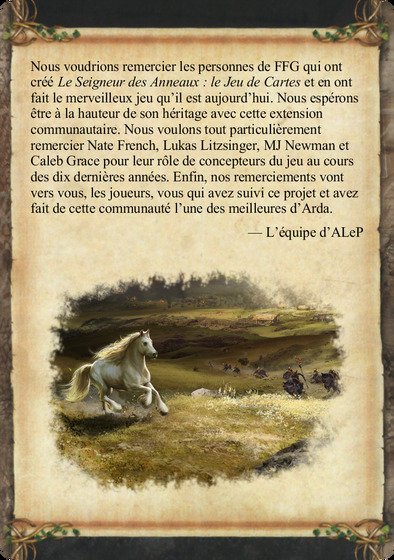 Nous voudrions remercier les personnes de FFG qui ont
créé Le Seigneur des Anneaux : le Jeu de Cartes et en ont
fait le merveilleux jeu qu’il est aujourd’hui. Nous espérons
être à la hauteur de son héritage avec cette extension
communautaire. Nous voulons tout particulièrement
remercier Nate French, Lukas Litzsinger, MJ Newman et
Caleb Grace pour leur rôle de concepteurs du jeu au cours
des dix dernières années. Enfin, nos remerciements vont
vers vous, les joueurs, vous qui avez suivi ce projet et avez
fait de cette communauté l’une des meilleures d’Arda.
— L’équipe d’ALeP